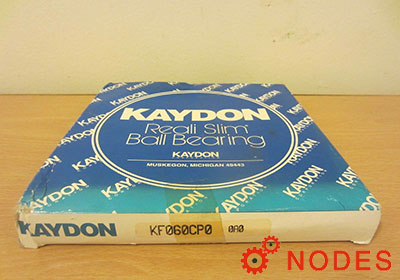 KAYDON
Reali Slim
Ball Bearing
KAYDON
MUSKEGON, MICHIGAN 49443
KAYDON
KF060CP0 0A0
NODES